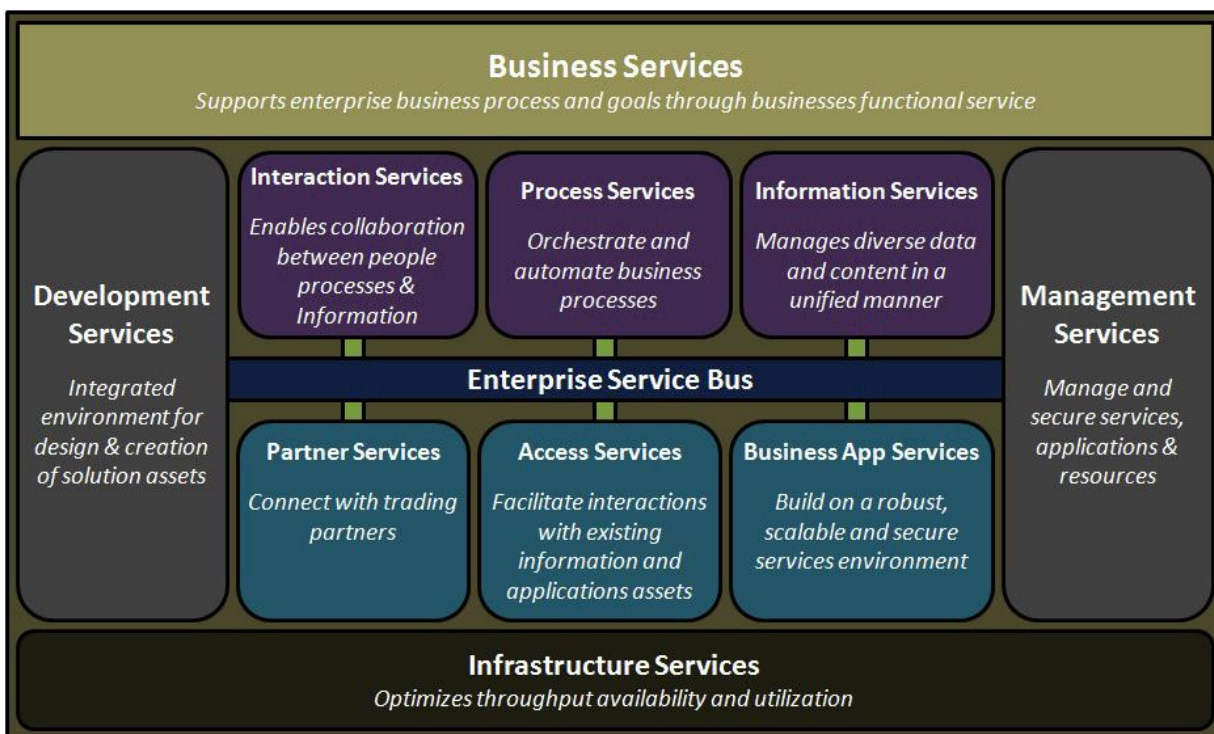 Business Services
Supports enterprise business process and goals through businesses functional service
Development
Services
Integrated
environment for
design & creation
of solution assets
Interaction Services
Enables collaboration
between people
processes &
Information
Process Services
Orchestrate and
automate business
processes
Information Services
Manages diverse data
and content in a
unified manner
Enterprise Service Bus
Partner Services
Connect with trading
partners
Access Services
Facilitate interactions
with existing
information and
applications assets
Business App Services
Build on a robust,
scalable and secure
services environment
Management
Services
Manage and
secure services,
applications &
resources
Infrastructure Services
Optimizes throughput availability and utilization